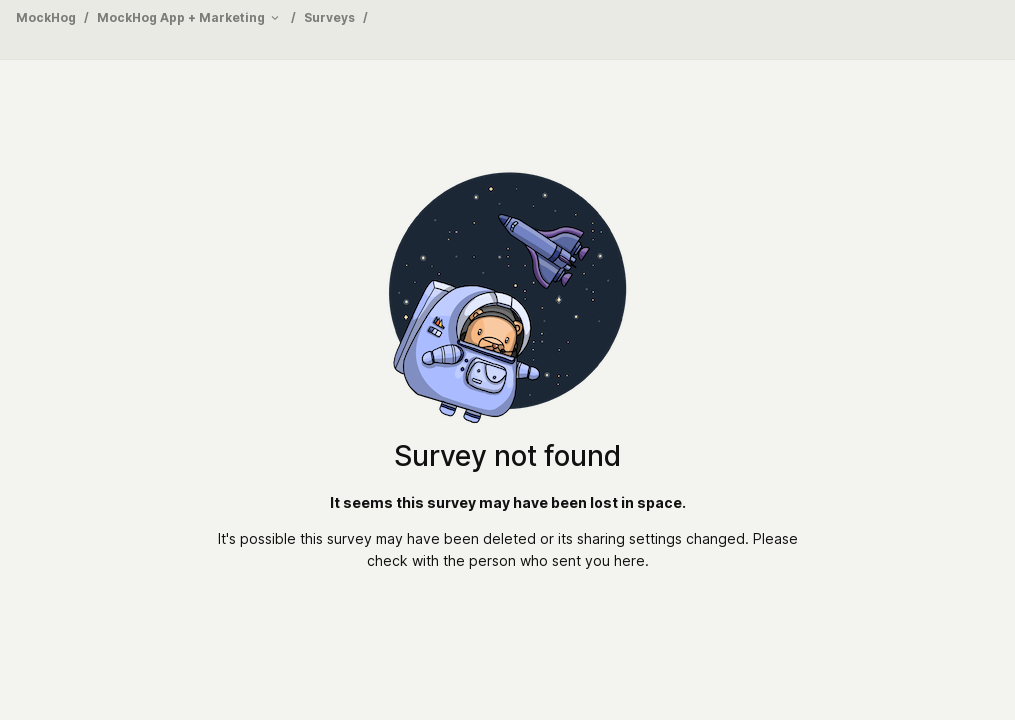 MockHog / MockHog App + Marketing / Surveys /
Survey not found
It seems this survey may have been lost in space.
It's possible this survey may have been deleted or its sharing settings changed. Please
check with the person who sent you here.